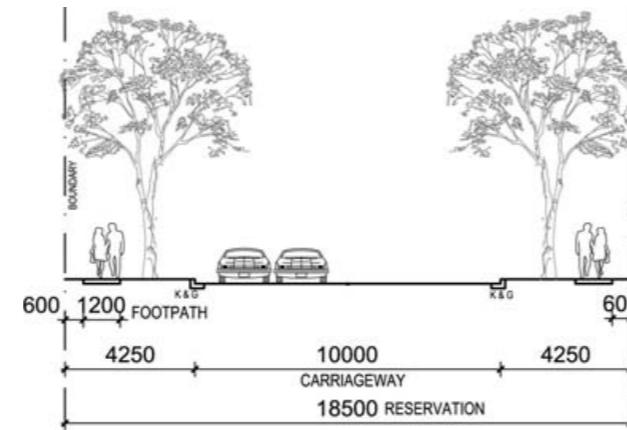 BOUNDARY
K & G K & G
600 1200 FOOTPATH 60
4250 10000 4250
CARRIAGEWAY
18500 RESERVATION